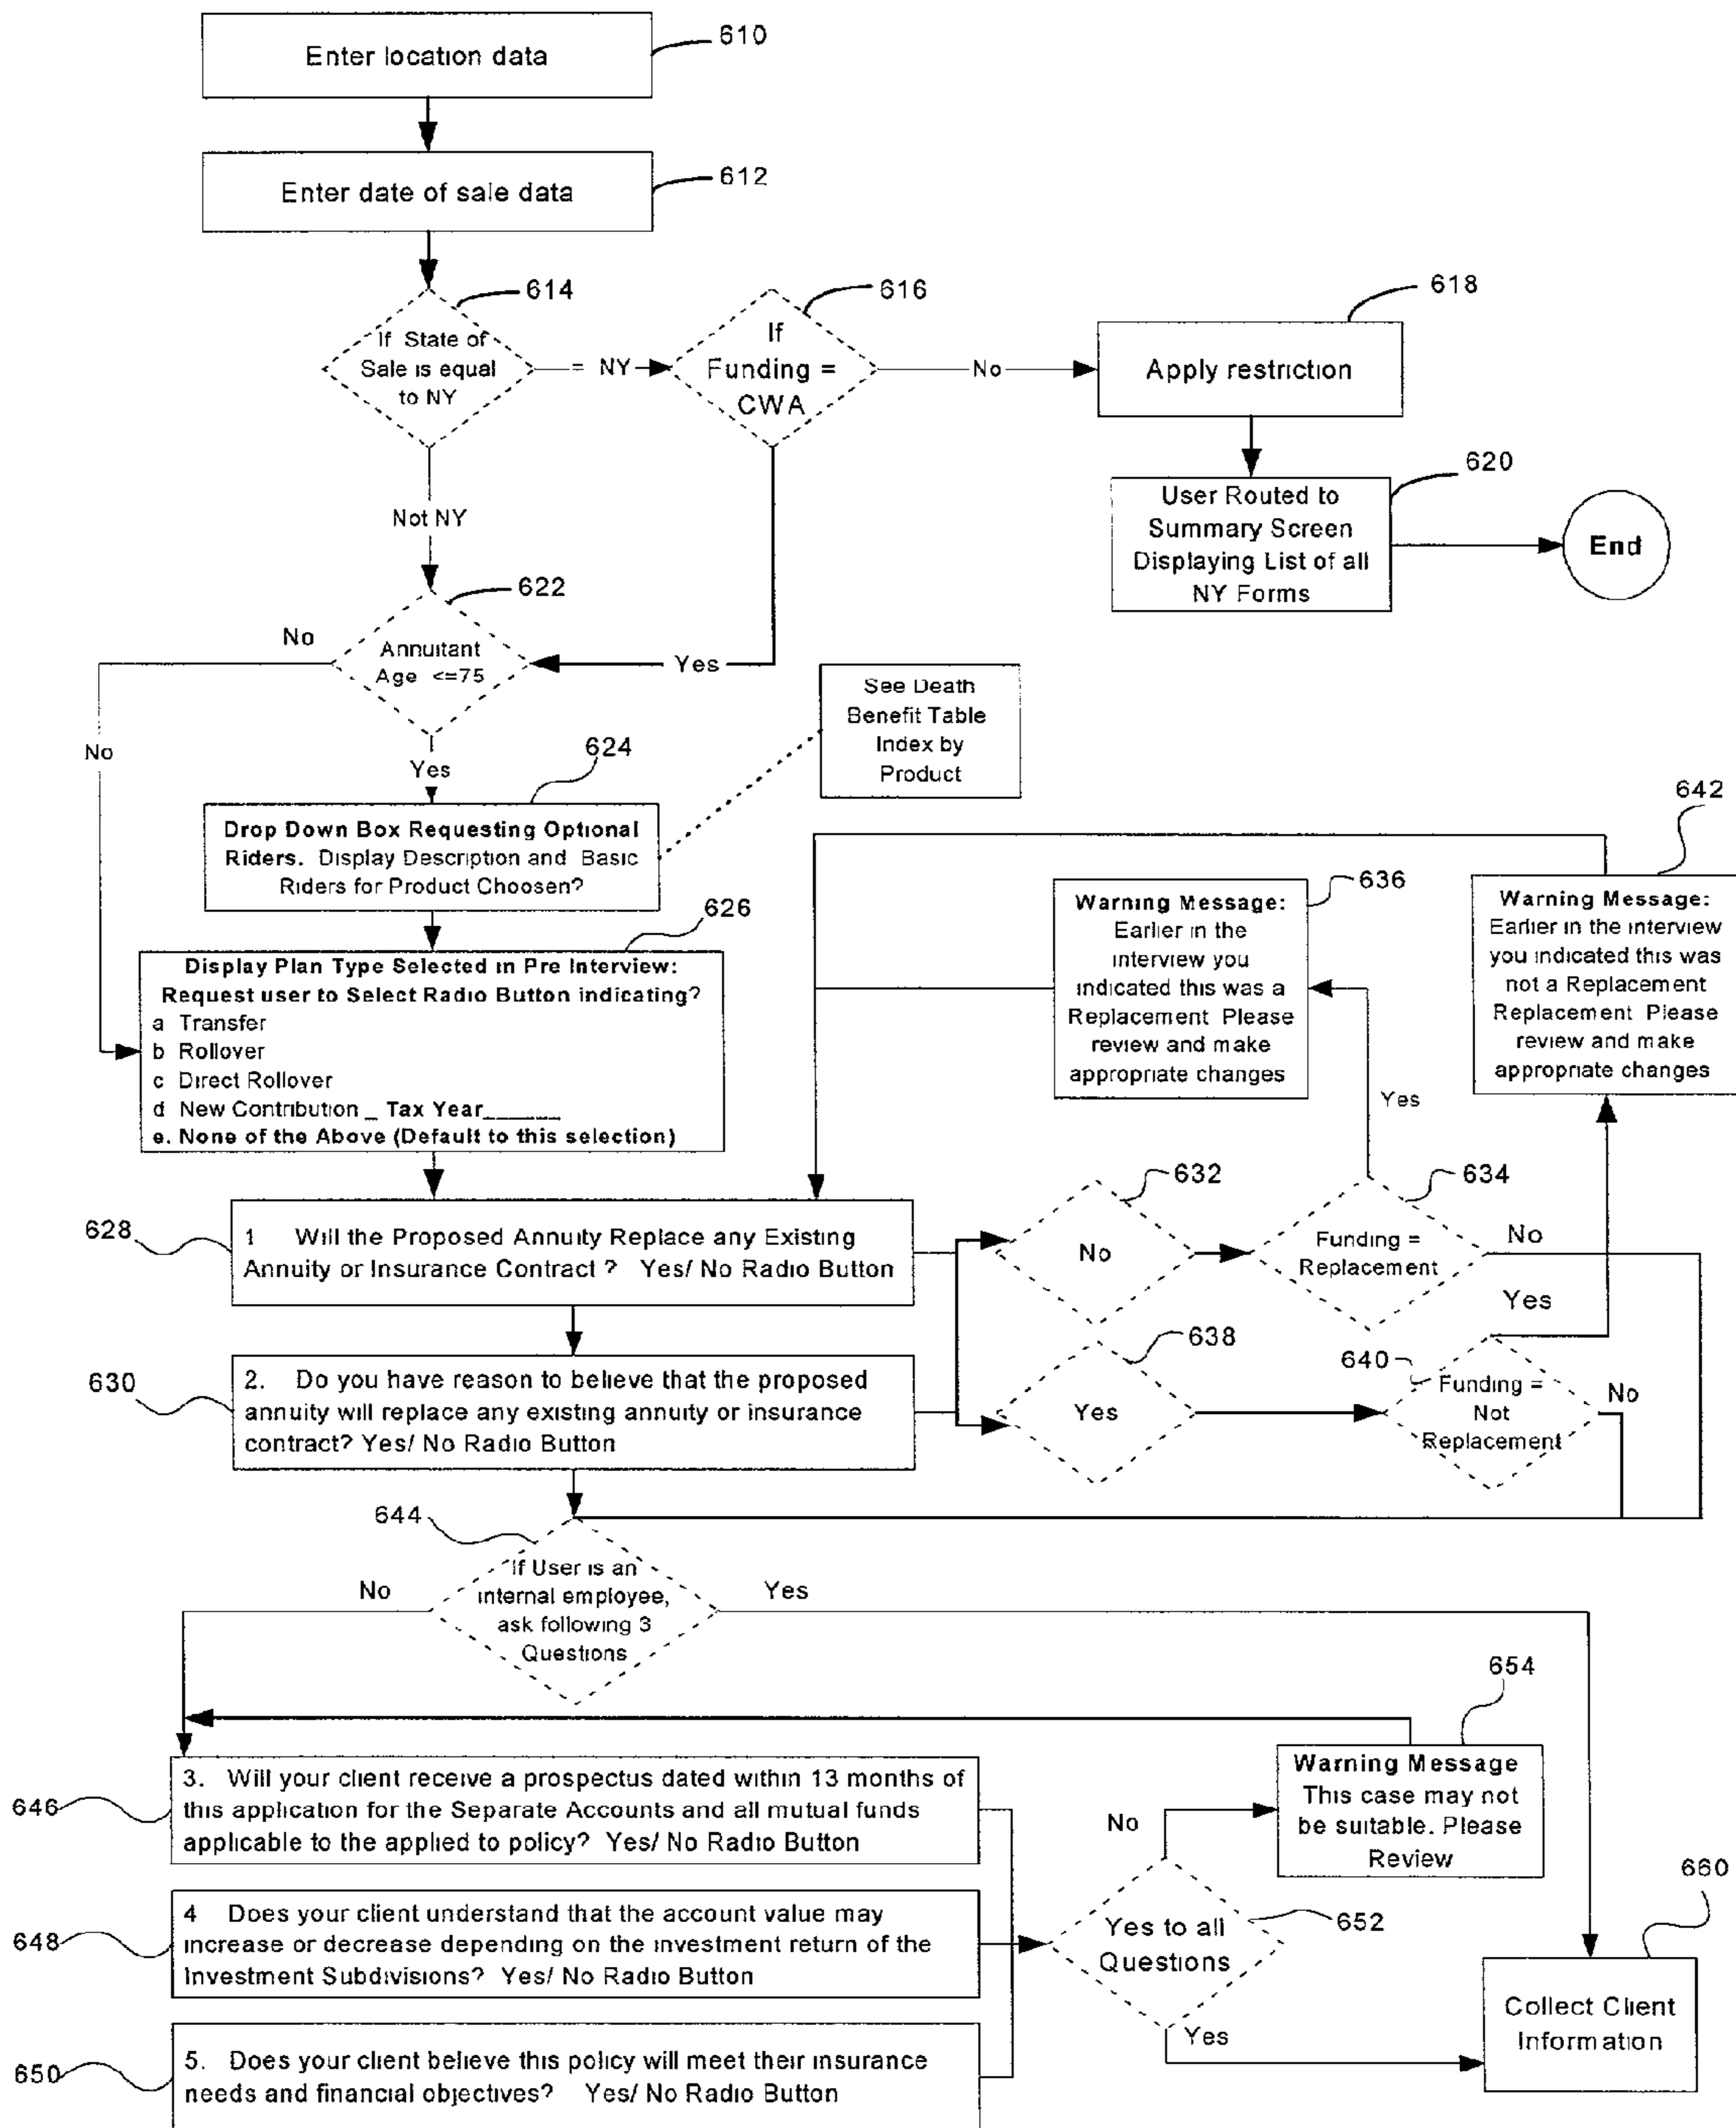 Enter location data
610
Enter date of sale data
612
If State of
Sale is equal
to NY
614
= NY
If
Funding =
CWA
616
No
Apply restriction
618
User Routed to
Summary Screen
Displaying List of all
NY Forms
620
End
Not NY
Annuitant
Age <=75
622
No
Yes
No
Yes
See Death
Benefit Table
Index by
Product
624
Drop Down Box Requesting Optional
Riders. Display Description and Basic
Riders for Product Choosen?
626
Display Plan Type Selected in Pre Interview:
Request user to Select Radio Button indicating?
a Transfer
b Rollover
c Direct Rollover
d New Contribution _ Tax Year______
e. None of the Above (Default to this selection)
636
Warning Message:
Earlier in the
interview you
indicated this was a
Replacement Please
review and make
appropriate changes
642
Warning Message:
Earlier in the interview
you indicated this was
not a Replacement
Replacement Please
review and make
appropriate changes
Yes
628
1 Will the Proposed Annuity Replace any Existing
Annuity or Insurance Contract ? Yes/ No Radio Button
632
No
634
Funding =
Replacement
No
Yes
630
2. Do you have reason to believe that the proposed
annuity will replace any existing annuity or insurance
contract? Yes/ No Radio Button
638
Yes
640
Funding =
Not
Replacement
No
644
If User is an
internal employee,
ask following 3
Questions
No
Yes
654
Warning Message
This case may not
be suitable. Please
Review
646
3. Will your client receive a prospectus dated within 13 months of
this application for the Separate Accounts and all mutual funds
applicable to the applied to policy? Yes/ No Radio Button
648
4 Does your client understand that the account value may
increase or decrease depending on the investment return of the
Investment Subdivisions? Yes/ No Radio Button
650
5. Does your client believe this policy will meet their insurance
needs and financial objectives? Yes/ No Radio Button
No
Yes to all
Questions
652
Yes
660
Collect Client
Information